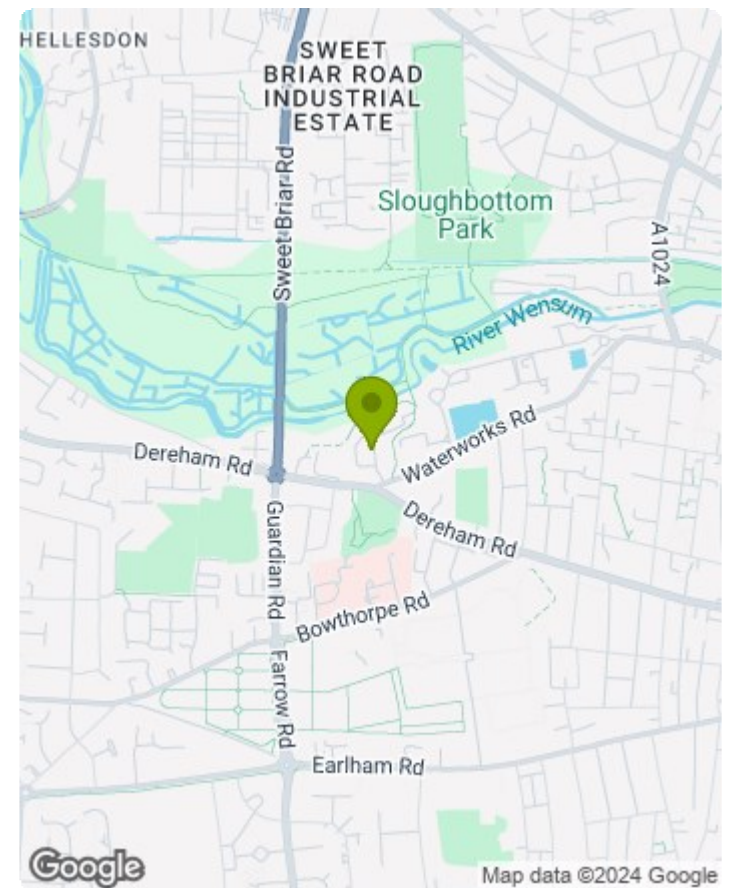 HELLESDON
SWEET
BRIAR ROAD
INDUSTRIAL
ESTATE
Sweet Briar Rd
Sloughbottom
Park
A1024
River Wensum
Dereham Rd
Waterworks Rd
Guardian Rd
Dereham Rd
Bowthorpe Rd
Farrow Rd
Earlham Rd
Google
Map data ©2024 Google